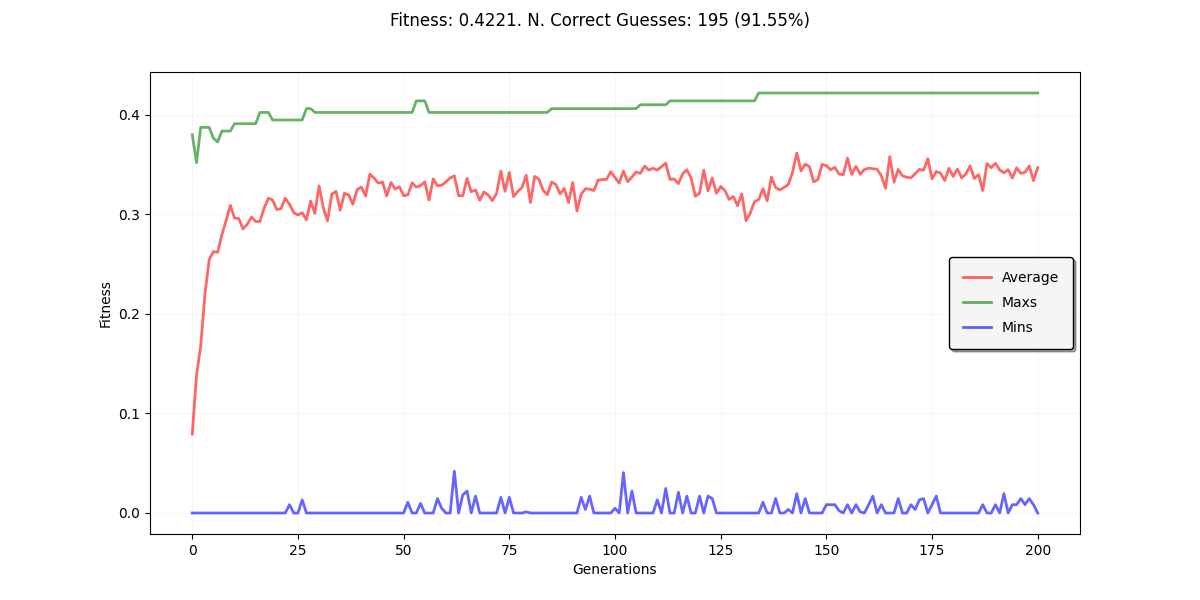 Fitness: 0.4221. N. Correct Guesses: 195 (91.55%)
0.4
0.3
0.2
0.1
0.0
Fitness
Average
Maxs
Mins
0 25 50 75 100 125 150 175 200
Generations